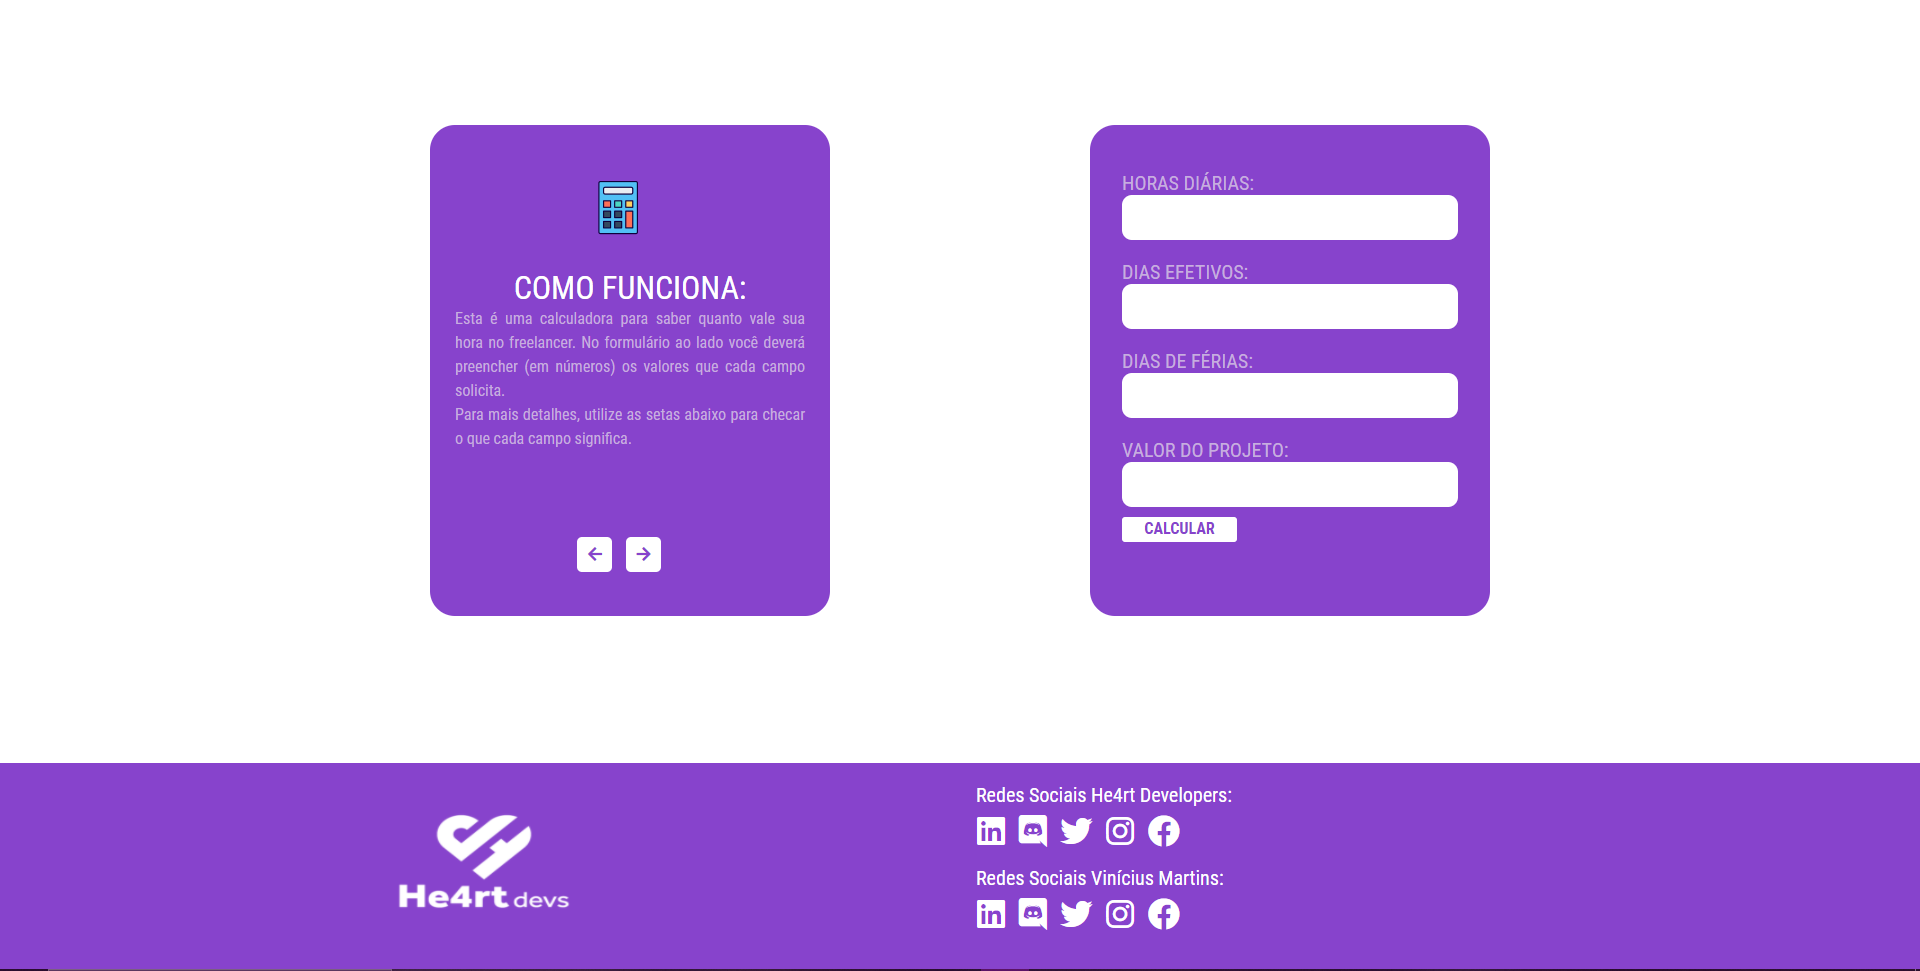 COMO FUNCIONA:
Esta é uma calculadora para saber quanto vale sua
hora no freelancer. No formulário ao lado você deverá
preencher (em números) os valores que cada campo
solicita.
Para mais detalhes, utilize as setas abaixo para checar
o que cada campo significa.
HORAS DIÁRIAS:
DIAS EFETIVOS:
DIAS DE FÉRIAS:
VALOR DO PROJETO:
CALCULAR
He4rt devs
Redes Sociais He4rt Developers:
Redes Sociais Vinícius Martins: